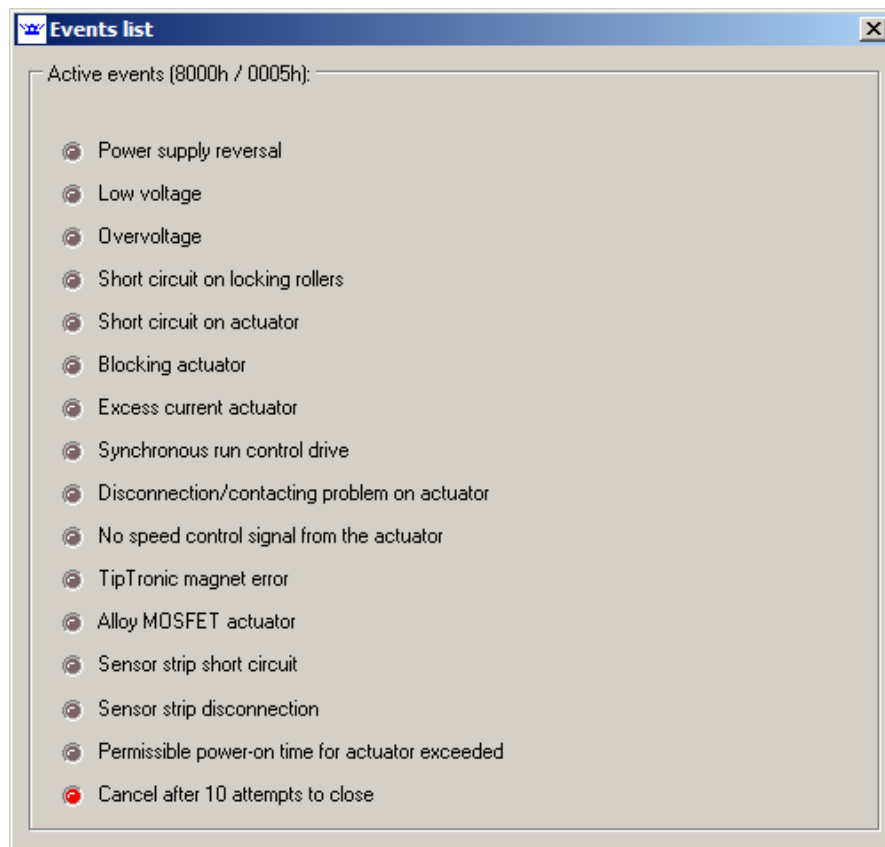 Events list
Active events (8000h / 0005h):
Power supply reversal
Low voltage
Overvoltage
Short circuit on locking rollers
Short circuit on actuator
Blocking actuator
Excess current actuator
Synchronous run control drive
Disconnection/contacting problem on actuator
No speed control signal from the actuator
TipTronic magnet error
Alloy MOSFET actuator
Sensor strip short circuit
Sensor strip disconnection
Permissible power-on time for actuator exceeded
Cancel after 10 attempts to close